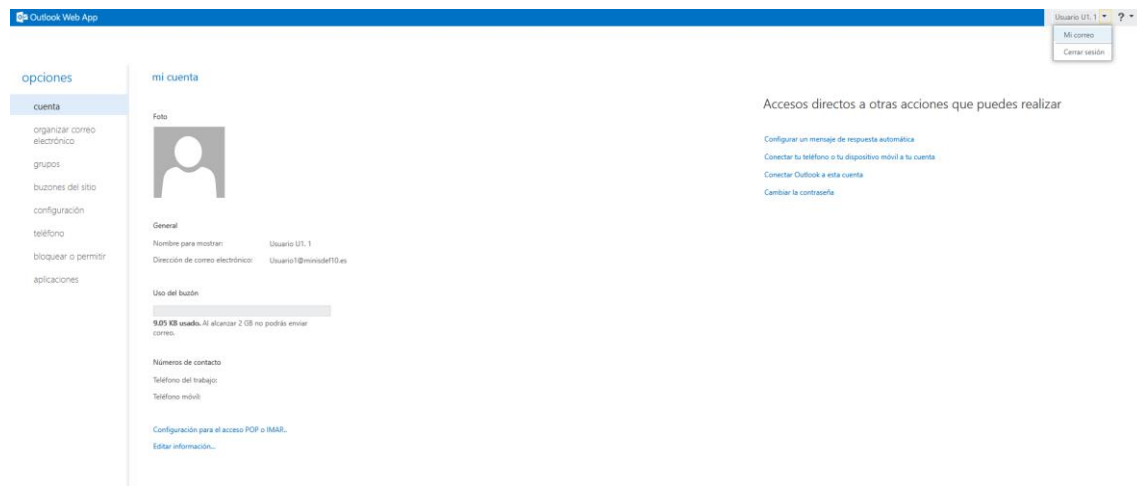 Outlook Web App
Usuario U1. 1
?
Mi correo
Cerrar sesión
opciones
cuenta
organizar correo
electrónico
grupos
buzones del sitio
configuración
teléfono
bloquear o permitir
aplicaciones
mi cuenta
Foto
General
Nombre para mostrar: Usuario U1. 1
Dirección de correo electrónico: Usuario1@minisdef10.es
Uso del buzón
9.05 KB usado. Al alcanzar 2 GB no podrás enviar
correo.
Números de contacto
Teléfono del trabajo:
Teléfono móvil:
Configuración para el acceso POP o IMAP...
Editar información...
Accesos directos a otras acciones que puedes realizar
Configurar un mensaje de respuesta automática
Conectar tu teléfono o tu dispositivo móvil a tu cuenta
Conectar Outlook a esta cuenta
Cambiar la contraseña